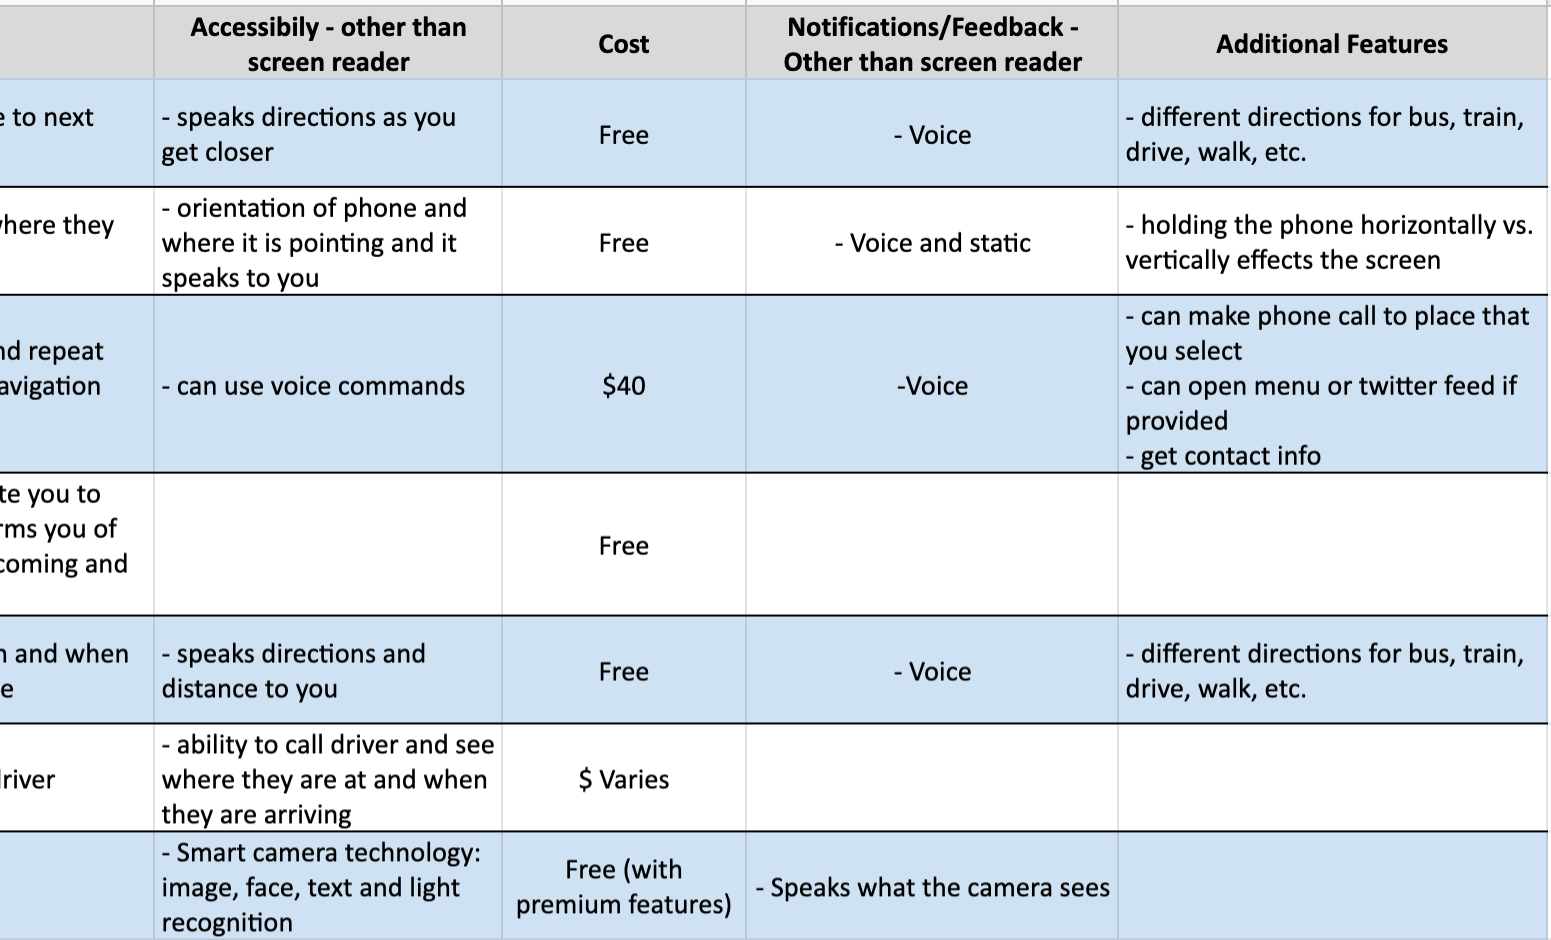 Accessibily - other than
screen reader
Cost
Notifications/Feedback -
Other than screen reader
Additional Features
to next
- speaks directions as you
get closer
Free
- Voice
- different directions for bus, train,
drive, walk, etc.
they
- orientation of phone and
where it is pointing and it
speaks to you
Free
- Voice and static
- holding the phone horizontally vs.
vertically effects the screen
repeat
- can use voice commands
$40
-Voice
- can make phone call to place that
you select
- can open menu or twitter feed if
provided
- get contact info
you to
you of
coming and
Free
and when
- speaks directions and
distance to you
Free
- Voice
- different directions for bus, train,
drive, walk, etc.
- ability to call driver and see
where they are at and when
they are arriving
$ Varies
- Smart camera technology:
image, face, text and light
recognition
Free (with
premium features)
- Speaks what the camera sees